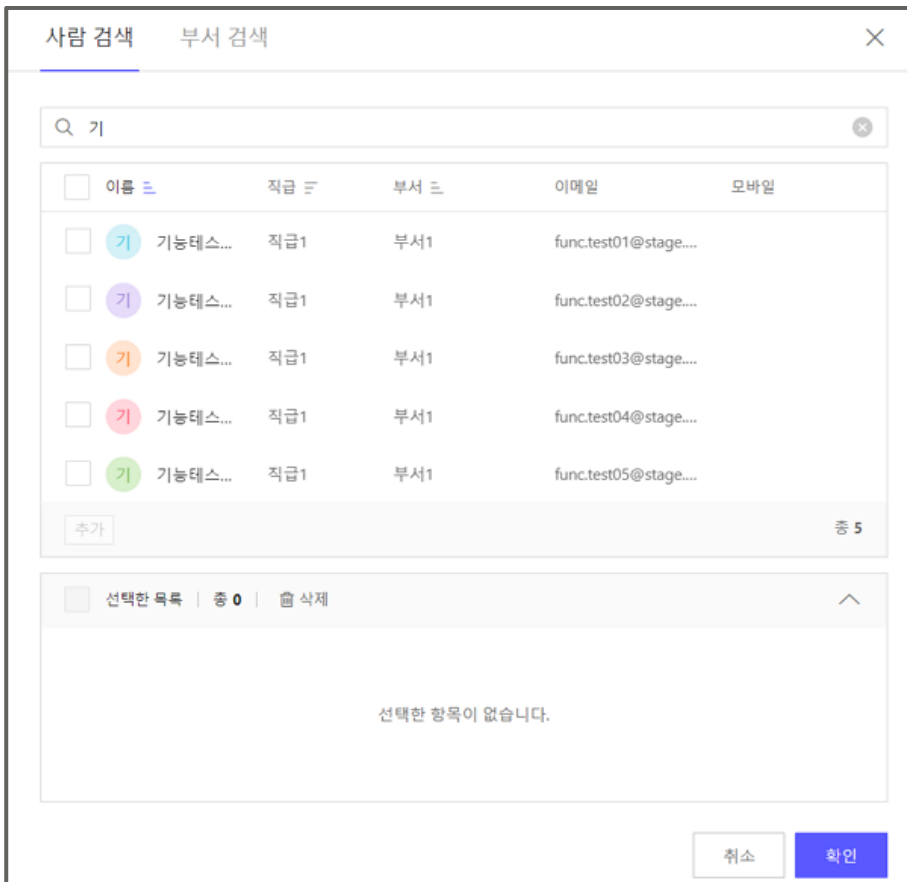 사람 검색 부서 검색
기
이름 직급 부서 이메일 모바일
기 기능테스... 직급1 부서1 func.test01@stage....
기 기능테스... 직급1 부서1 func.test02@stage....
기 기능테스... 직급1 부서1 func.test03@stage....
기 기능테스... 직급1 부서1 func.test04@stage....
기 기능테스... 직급1 부서1 func.test05@stage....
추가 총 5
선택한 목록 | 총 0 | 삭제
선택한 항목이 없습니다.
취소 확인